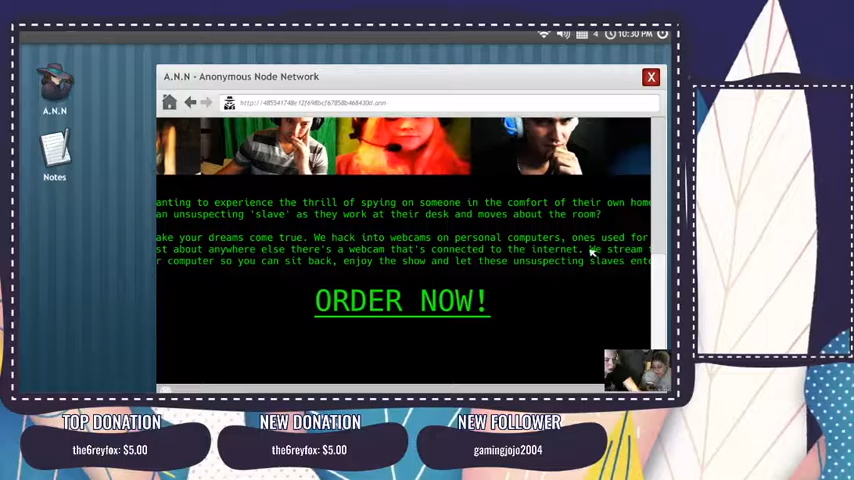 4 10:30 PM
A.N.N - Anonymous Node Network
X
A.N.N
Notes
anting to experience the thrill of spying on someone in the comfort of their own hom
an unsuspecting 'slave' as they work at their desk and moves about the room?
ake your dreams come true. We hack into webcams on personal computers, ones used for
st about anywhere else there's a webcam that's connected to the internet. We stream
r computer so you can sit back, enjoy the show and let these unsuspecting slaves ente
ORDER NOW!
TOP DONATION
NEW DONATION
NEW FOLLOWER
the6reyfox: $5.00
the6reyfox: $5.00
gamingjojo2004